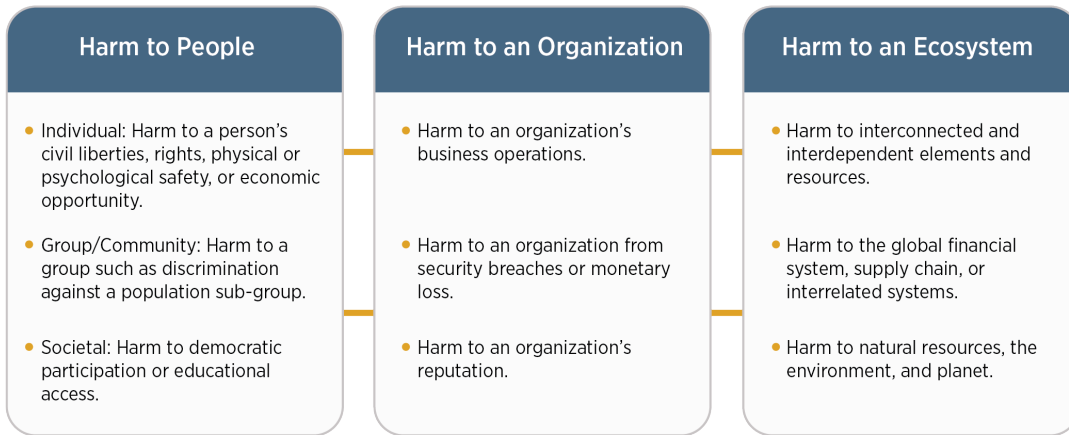 Harm to People
Individual: Harm to a person’s
civil liberties, rights, physical or
psychological safety, or economic
opportunity.
Group/Community: Harm to a
group such as discrimination
against a population sub-group.
Societal: Harm to democratic
participation or educational
access.
Harm to an Organization
Harm to an organization’s
business operations.
Harm to an organization from
security breaches or monetary
loss.
Harm to an organization’s
reputation.
Harm to an Ecosystem
Harm to interconnected and
interdependent elements and
resources.
Harm to the global financial
system, supply chain, or
interrelated systems.
Harm to natural resources, the
environment, and planet.